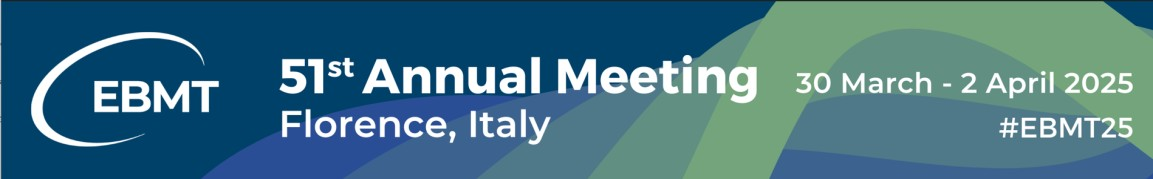 EBMT
51st Annual Meeting
Florence, Italy
30 March - 2 April 2025
#EBMT25